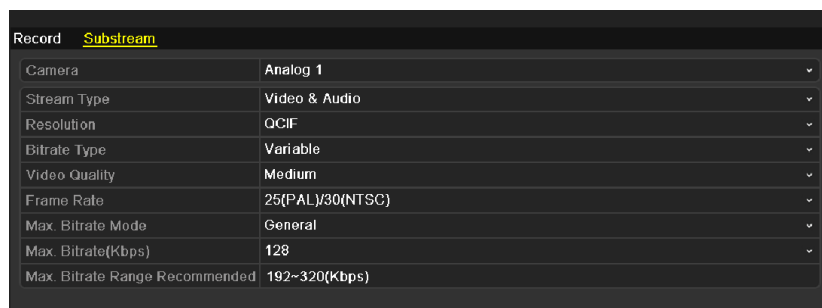 Record Substream
Camera Analog 1
Stream Type Video & Audio
Resolution QCIF
Bitrate Type Variable
Video Quality Medium
Frame Rate 25(PAL)/30(NTSC)
Max. Bitrate Mode General
Max. Bitrate(Kbps) 128
Max. Bitrate Range Recommended 192~320(Kbps)